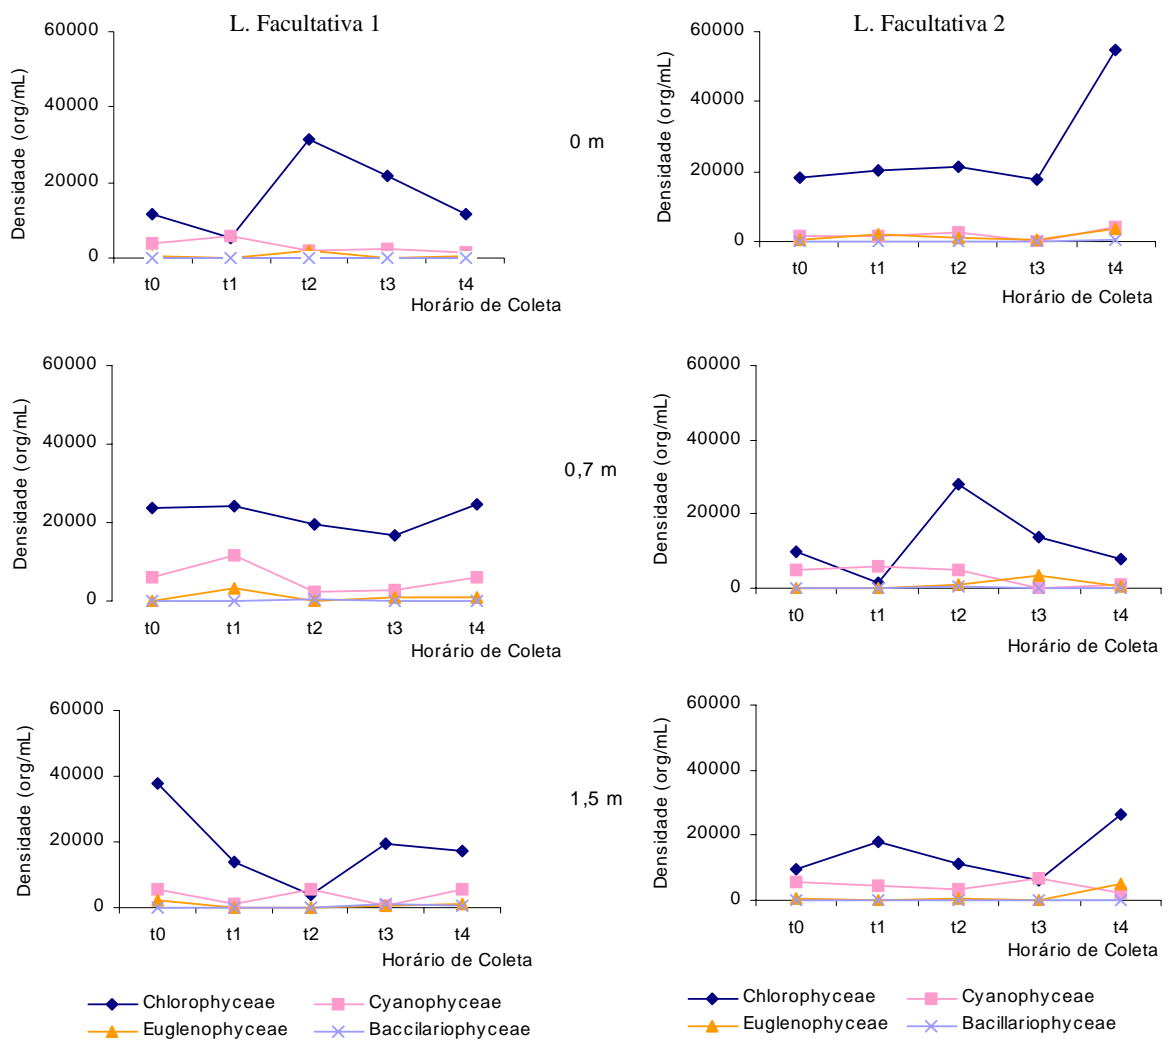 L. Facultativa 1
60000
40000
20000
0
Densidade (org/mL)
t0 t1 t2 t3 t4
Horário de Coleta
0 m
L. Facultativa 2
60000
40000
20000
0
Densidade (org/mL)
t0 t1 t2 t3 t4
Horário de Coleta
60000
40000
20000
0
Densidade (org/mL)
t0 t1 t2 t3 t4
Horário de Coleta
0,7 m
60000
40000
20000
0
Densidade (org/mL)
t0 t1 t2 t3 t4
Horário de Coleta
60000
40000
20000
0
Densidade (org/mL)
t0 t1 t2 t3 t4
Horário de Coleta
1,5 m
60000
40000
20000
0
Densidade (org/mL)
t0 t1 t2 t3 t4
Horário de Coleta
Chlorophyceae Cyanophyceae
Euglenophyceae Baccilariophyceae
Chlorophyceae Cyanophyceae
Euglenophyceae Bacillariophyceae